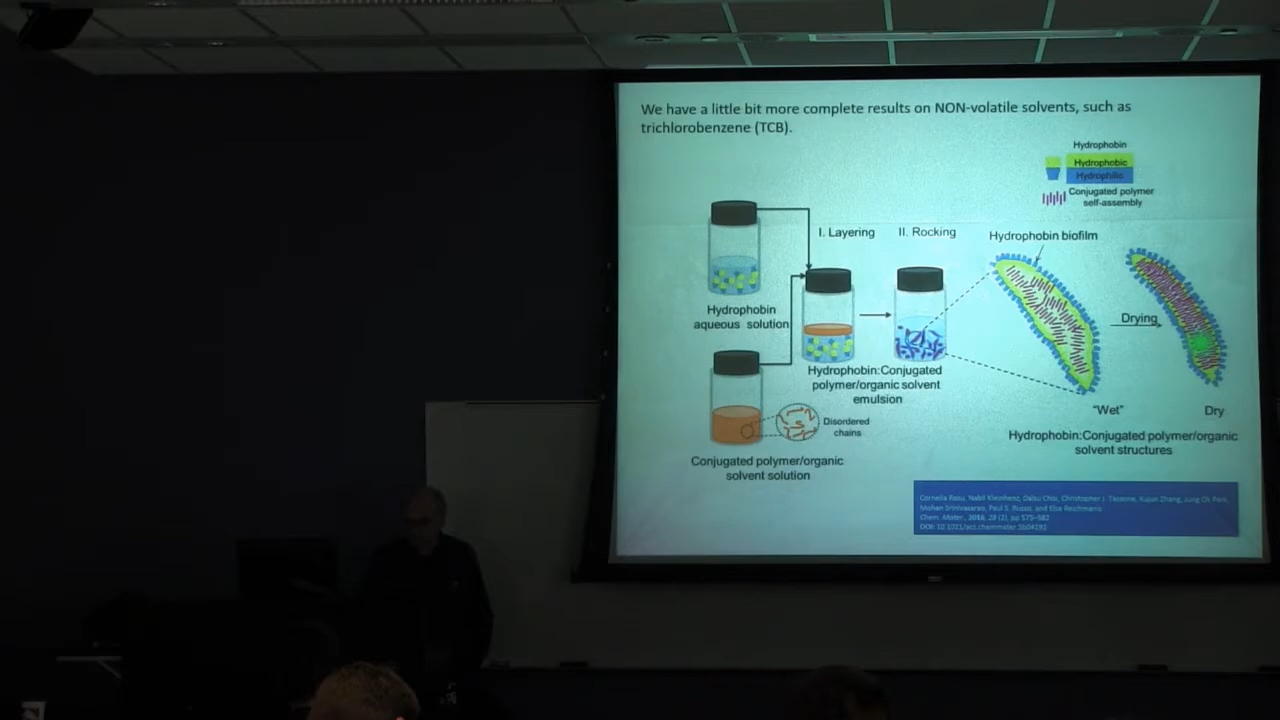 We have a little bit more complete results on NON-volatile solvents, such as
trichlorobenzene (TCB).
Hydrophobin
Hydrophobic
Hydrophilic
Conjugated polymer
self-assembly
I. Layering
II. Rocking
Hydrophobin biofilm
Hydrophobin
aqueous solution
Drying
Hydrophobin:Conjugated
polymer/organic solvent
emulsion
"Wet"
Dry
Disordered
chains
Hydrophobin:Conjugated polymer/organic
solvent structures
Conjugated polymer/organic
solvent solution
Cornelia Rosu, Nabil Kleinhenz, Dalsu Choi, Christopher J. Tassone, Xujun Zhang, Jung Ok Park,
Mohan Srinivasarao, Paul S. Russo, and Elsa Reichmanis
Chem. Mater., 2016, 28 (2), pp 573–582
DOI: 10.1021/acs.chemmater.5b04192